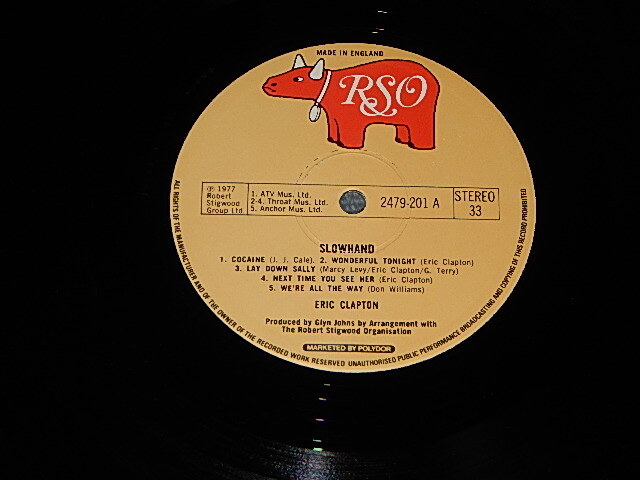 MADE IN ENGLAND
RSO
℗ 1977
Robert
Stigwood
Group Ltd
1. ATV Mus. Ltd.
2-4. Throat Mus. Ltd.
5. Anchor Mus. Ltd.
2479-201 A
STEREO
33
SLOWHAND
1. COCAINE (J. J. Cale). 2. WONDERFUL TONIGHT (Eric Clapton)
3. LAY DOWN SALLY (Marcy Levy/Eric Clapton/G. Terry)
4. NEXT TIME YOU SEE HER (Eric Clapton)
5. WE'RE ALL THE WAY (Don Williams)
ERIC CLAPTON
Produced by Glyn Johns by Arrangement with
The Robert Stigwood Organisation
MARKETED BY POLYDOR
ALL RIGHTS OF THE MANUFACTURER AND OF THE OWNER OF THE RECORDED WORK RESERVED UNAUTHORISED PUBLIC PERFORMANCE BROADCASTING AND COPYING OF THIS RECORD PROHIBITED